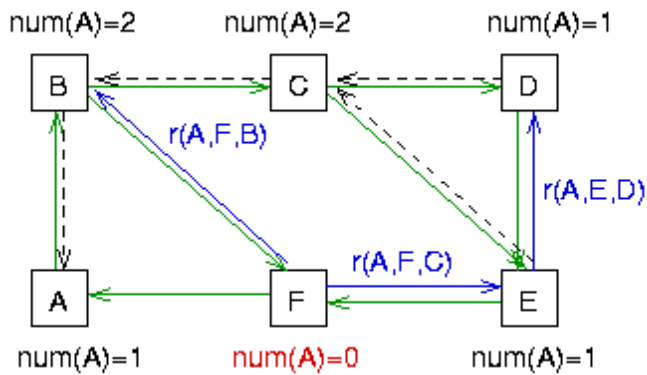 num(A)=2 num(A)=2 num(A)=1
B C D
r(A,F,B)
r(A,E,D)
r(A,F,C)
A F E
num(A)=1 num(A)=0 num(A)=1